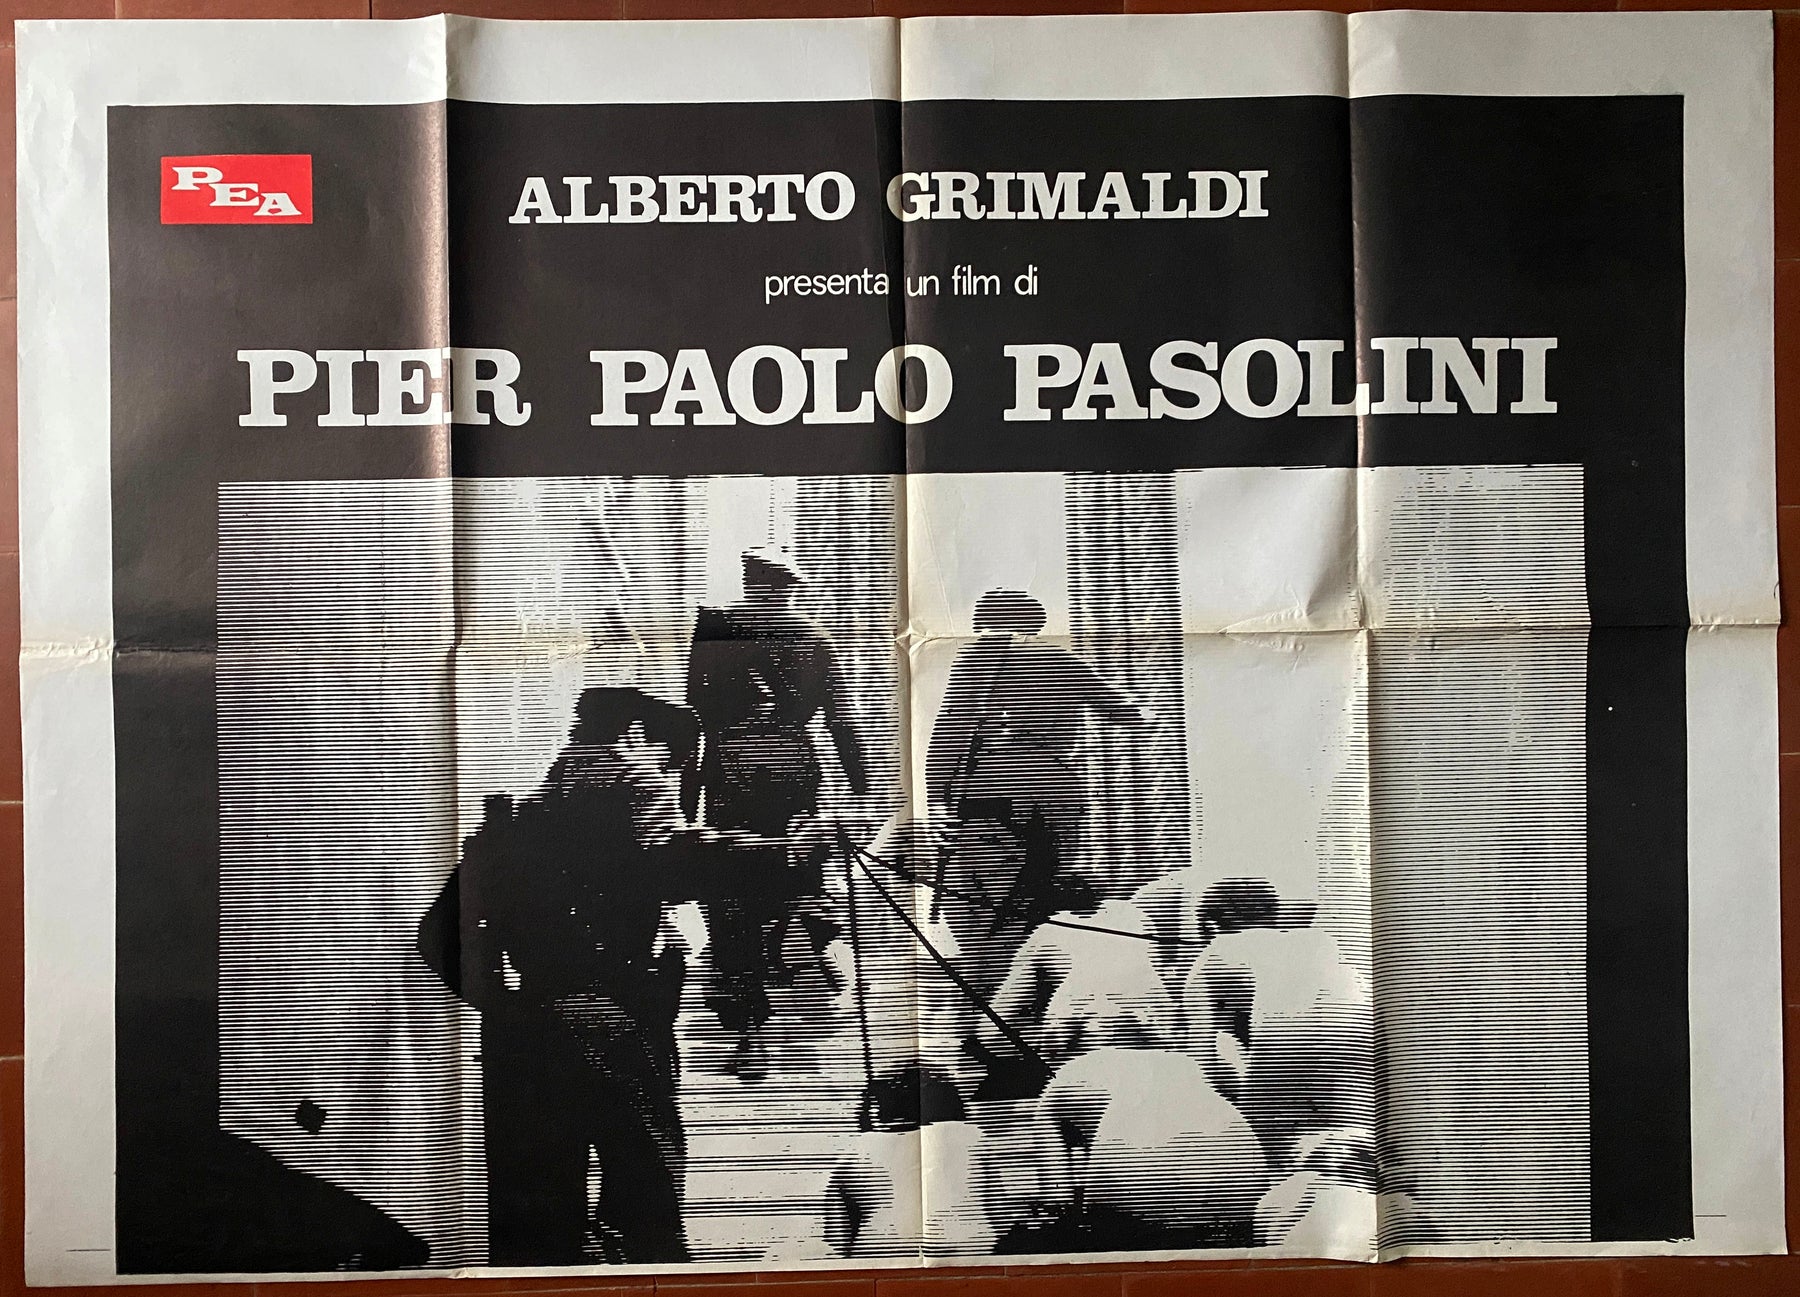 PEA
ALBERTO GRIMALDI
presenta un film di
PIER PAOLO PASOLINI